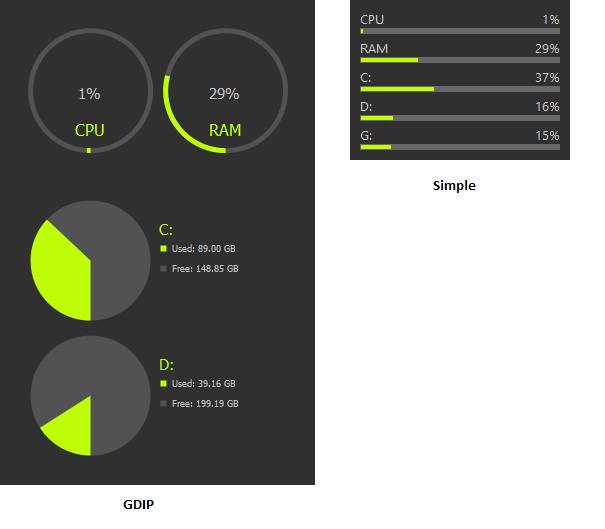 1%
CPU
29%
RAM
C:
Used: 89.00 GB
Free: 148.85 GB
D:
Used: 39.16 GB
Free: 199.19 GB
GDIP
CPU 1%
RAM 29%
C: 37%
D: 16%
G: 15%
Simple